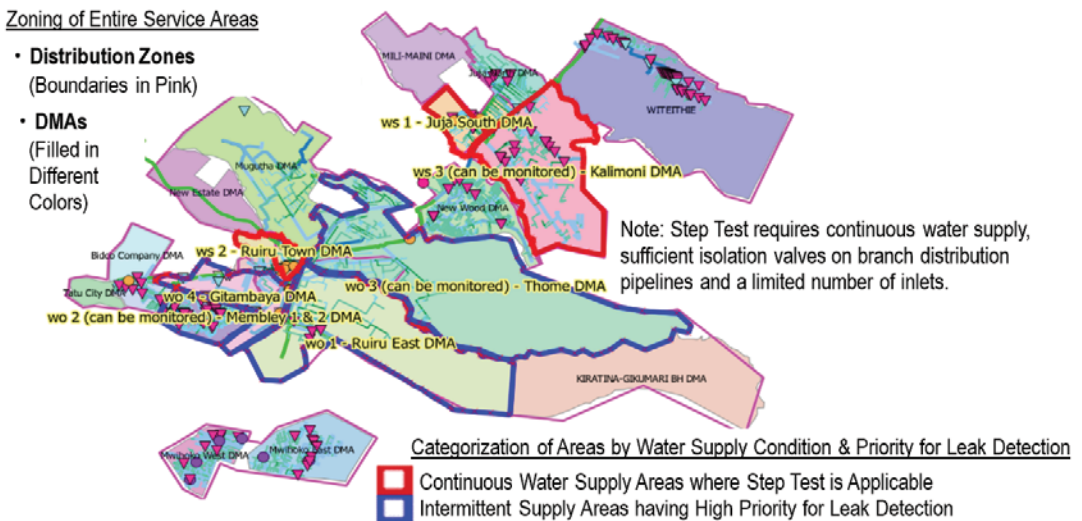 Zoning of Entire Service Areas
• Distribution Zones
(Boundaries in Pink)
• DMAs
(Filled in
Different
Colors)
MILI-MAINI DMA
WITEITHIE
ws 1 - Juja South DMA
Mugutha DMA
ws 3 (can be monitored) - Kalimoni DMA
New Estate DMA
New Wood DMA
Note: Step Test requires continuous water supply,
sufficient isolation valves on branch distribution
pipelines and a limited number of inlets.
Bidco Company DMA
ws 2 - Ruiru Town DMA
Tatu City DMA
wo 4 - Gitambaya DMA
wo 3 (can be monitored) - Thome DMA
wo 2 (can be monitored) - Membley 1 & 2 DMA
wo 1 - Ruiru East DMA
KIRATINA-GIKUMARI BH DMA
Mwihoko West DMA
Mwihoko East DMA
Categorization of Areas by Water Supply Condition & Priority for Leak Detection
Continuous Water Supply Areas where Step Test is Applicable
Intermittent Supply Areas having High Priority for Leak Detection